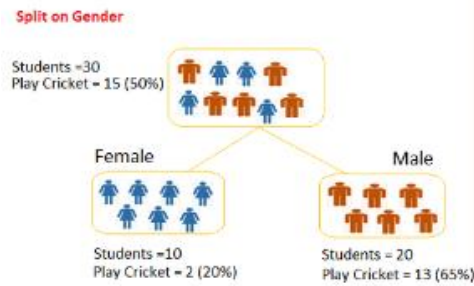 Split on Gender
Students =30
Play Cricket = 15 (50%)
Female
Male
Students =10
Play Cricket = 2 (20%)
Students = 20
Play Cricket = 13 (65%)